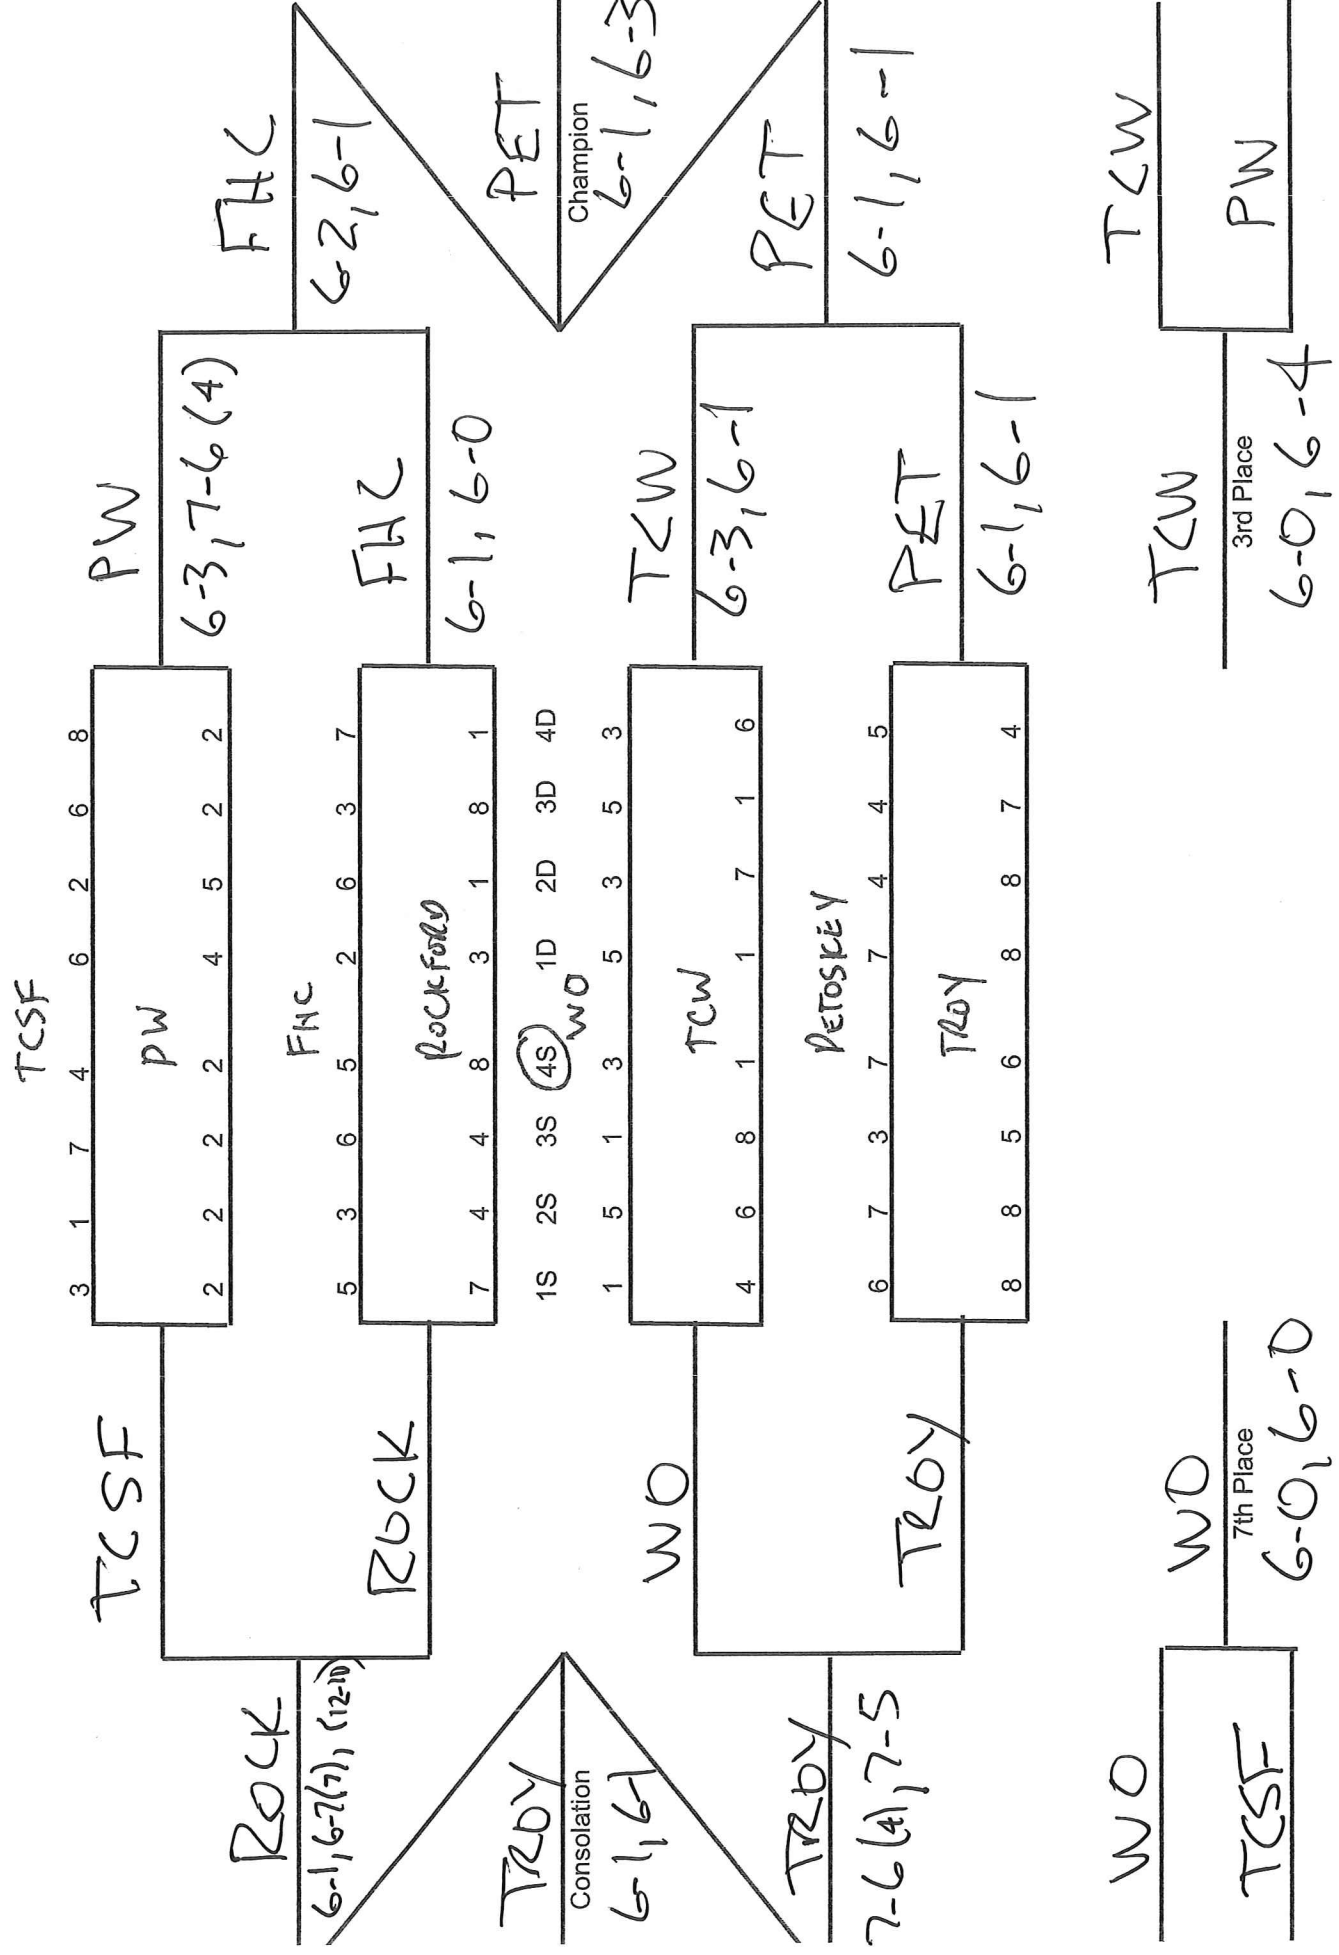 TCSF
3 1 7 4 6 2 6 8
TCSF PW
PW
2 2 2 2 4 5 2 2 6-3, 7-6 (4)
ROCK FHC
FHC
6-1, 6-7(7), (12-10) 6-2, 6-1
5 3 6 5 2 6 3 7
ROCK FHC
ROCKFORD
7 4 4 8 3 1 8 1 6-1, 6-0
TROY PET
1S 2S 3S 4S 1D 2D 3D 4D
Consolation WO Champion
1 5 1 3 5 3 5 3
6-1, 6-1 6-1, 6-3
WO TCW
TCW
4 6 8 1 1 7 1 6 6-3, 6-1
TROY PETOSKEY PET
6 7 3 7 7 4 4 5
7-6 (4), 7-5 6-1, 6-1
TROY PET
TROY
8 8 5 6 8 8 7 4 6-1, 6-1
WO WO TCW TCW
7th Place 3rd Place
TCSF 6-0, 6-0 6-0, 6-4 PW